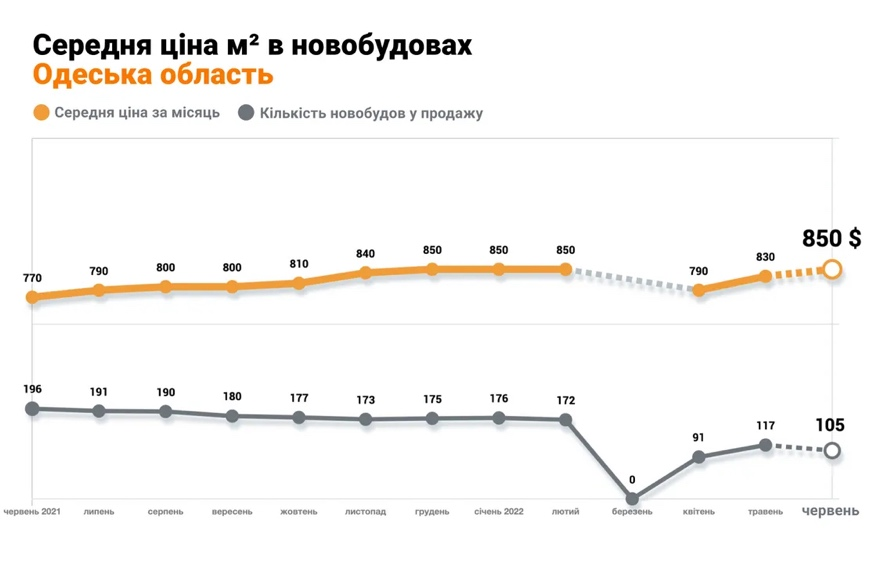 Середня ціна м² в новобудовах
Одеська область
Середня ціна за місяць Кількість новобудов у продажу
770 790 800 800 810 840 850 850 850 790 830 850 $
196 191 190 180 177 173 175 176 172 0 91 117 105
червень 2021 липень серпень вересень жовтень листопад грудень січень 2022 лютий березень квітень травень червень